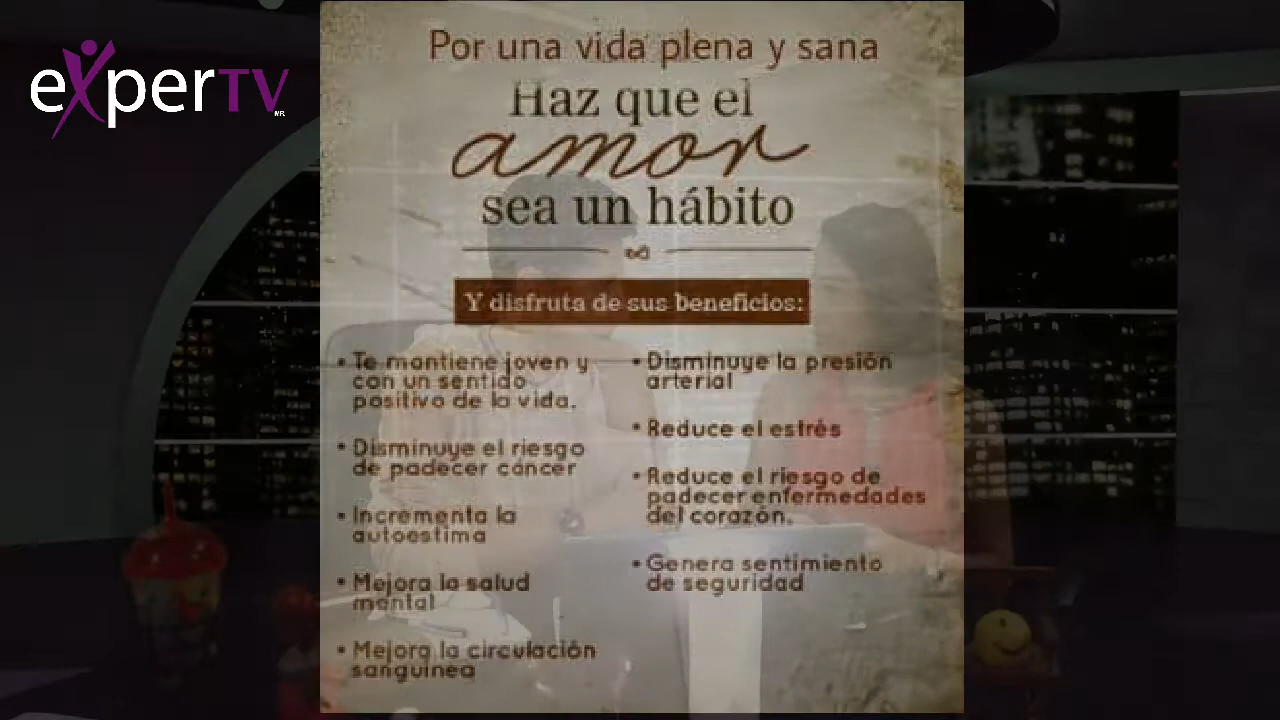 eXperTV
MR
Por una vida plena y sana
Haz que el
amor
sea un hábito
Y disfruta de sus beneficios:
• Te mantiene joven y
con un sentido
positivo de la vida.
• Disminuye el riesgo
de padecer cáncer
• Incrementa la
autoestima
• Mejora la salud
mental
• Mejora la circulación
sanguínea
• Disminuye la presión
arterial
• Reduce el estrés
• Reduce el riesgo de
padecer enfermedades
del corazón.
• Genera sentimiento
de seguridad